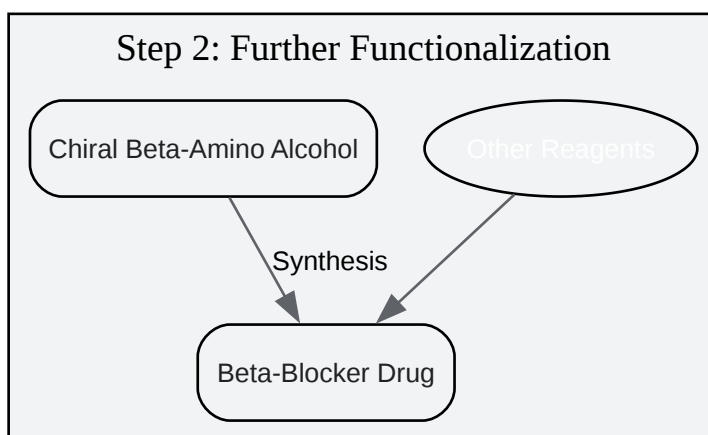 Step 2: Further Functionalization
Chiral Beta-Amino Alcohol
Other Reagents
Synthesis
Beta-Blocker Drug